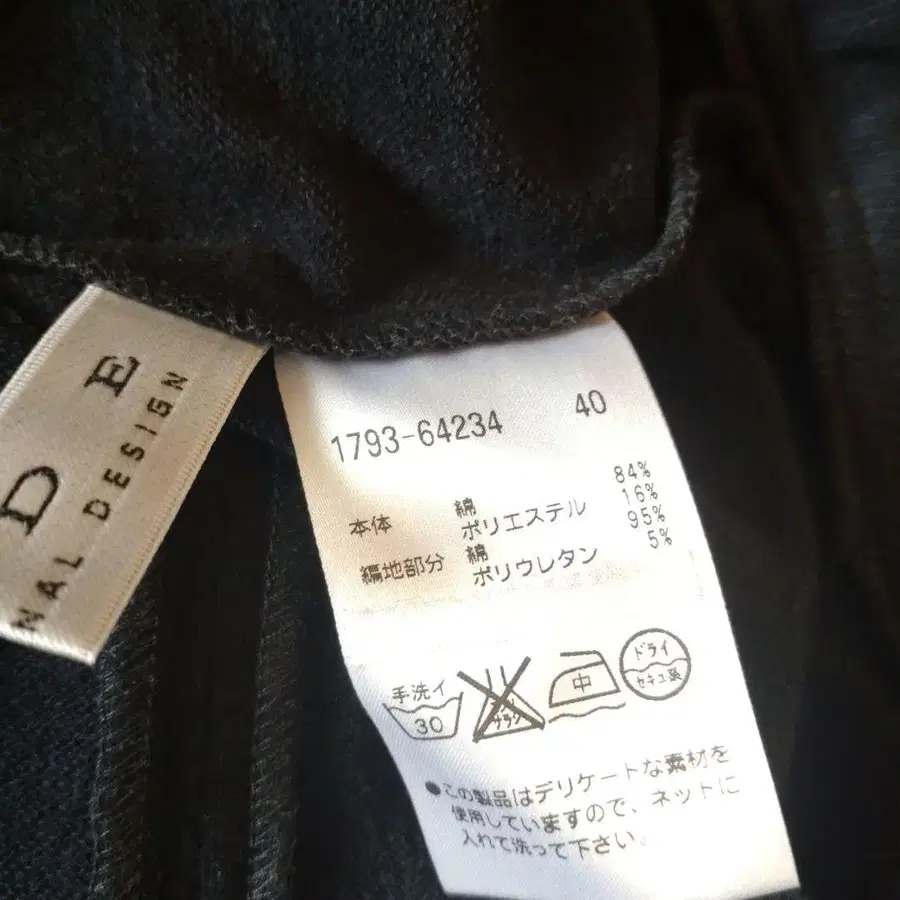 D E
NAL DESIGN
1793-64234 40
本体 綿 84%
ポリエステル 16%
編地部分 綿 95%
ポリウレタン 5%
手洗イ
30
中
ドライ
セキユ系
●この製品はデリケートな素材を
使用していますので、ネットに
入れて洗って下さい。